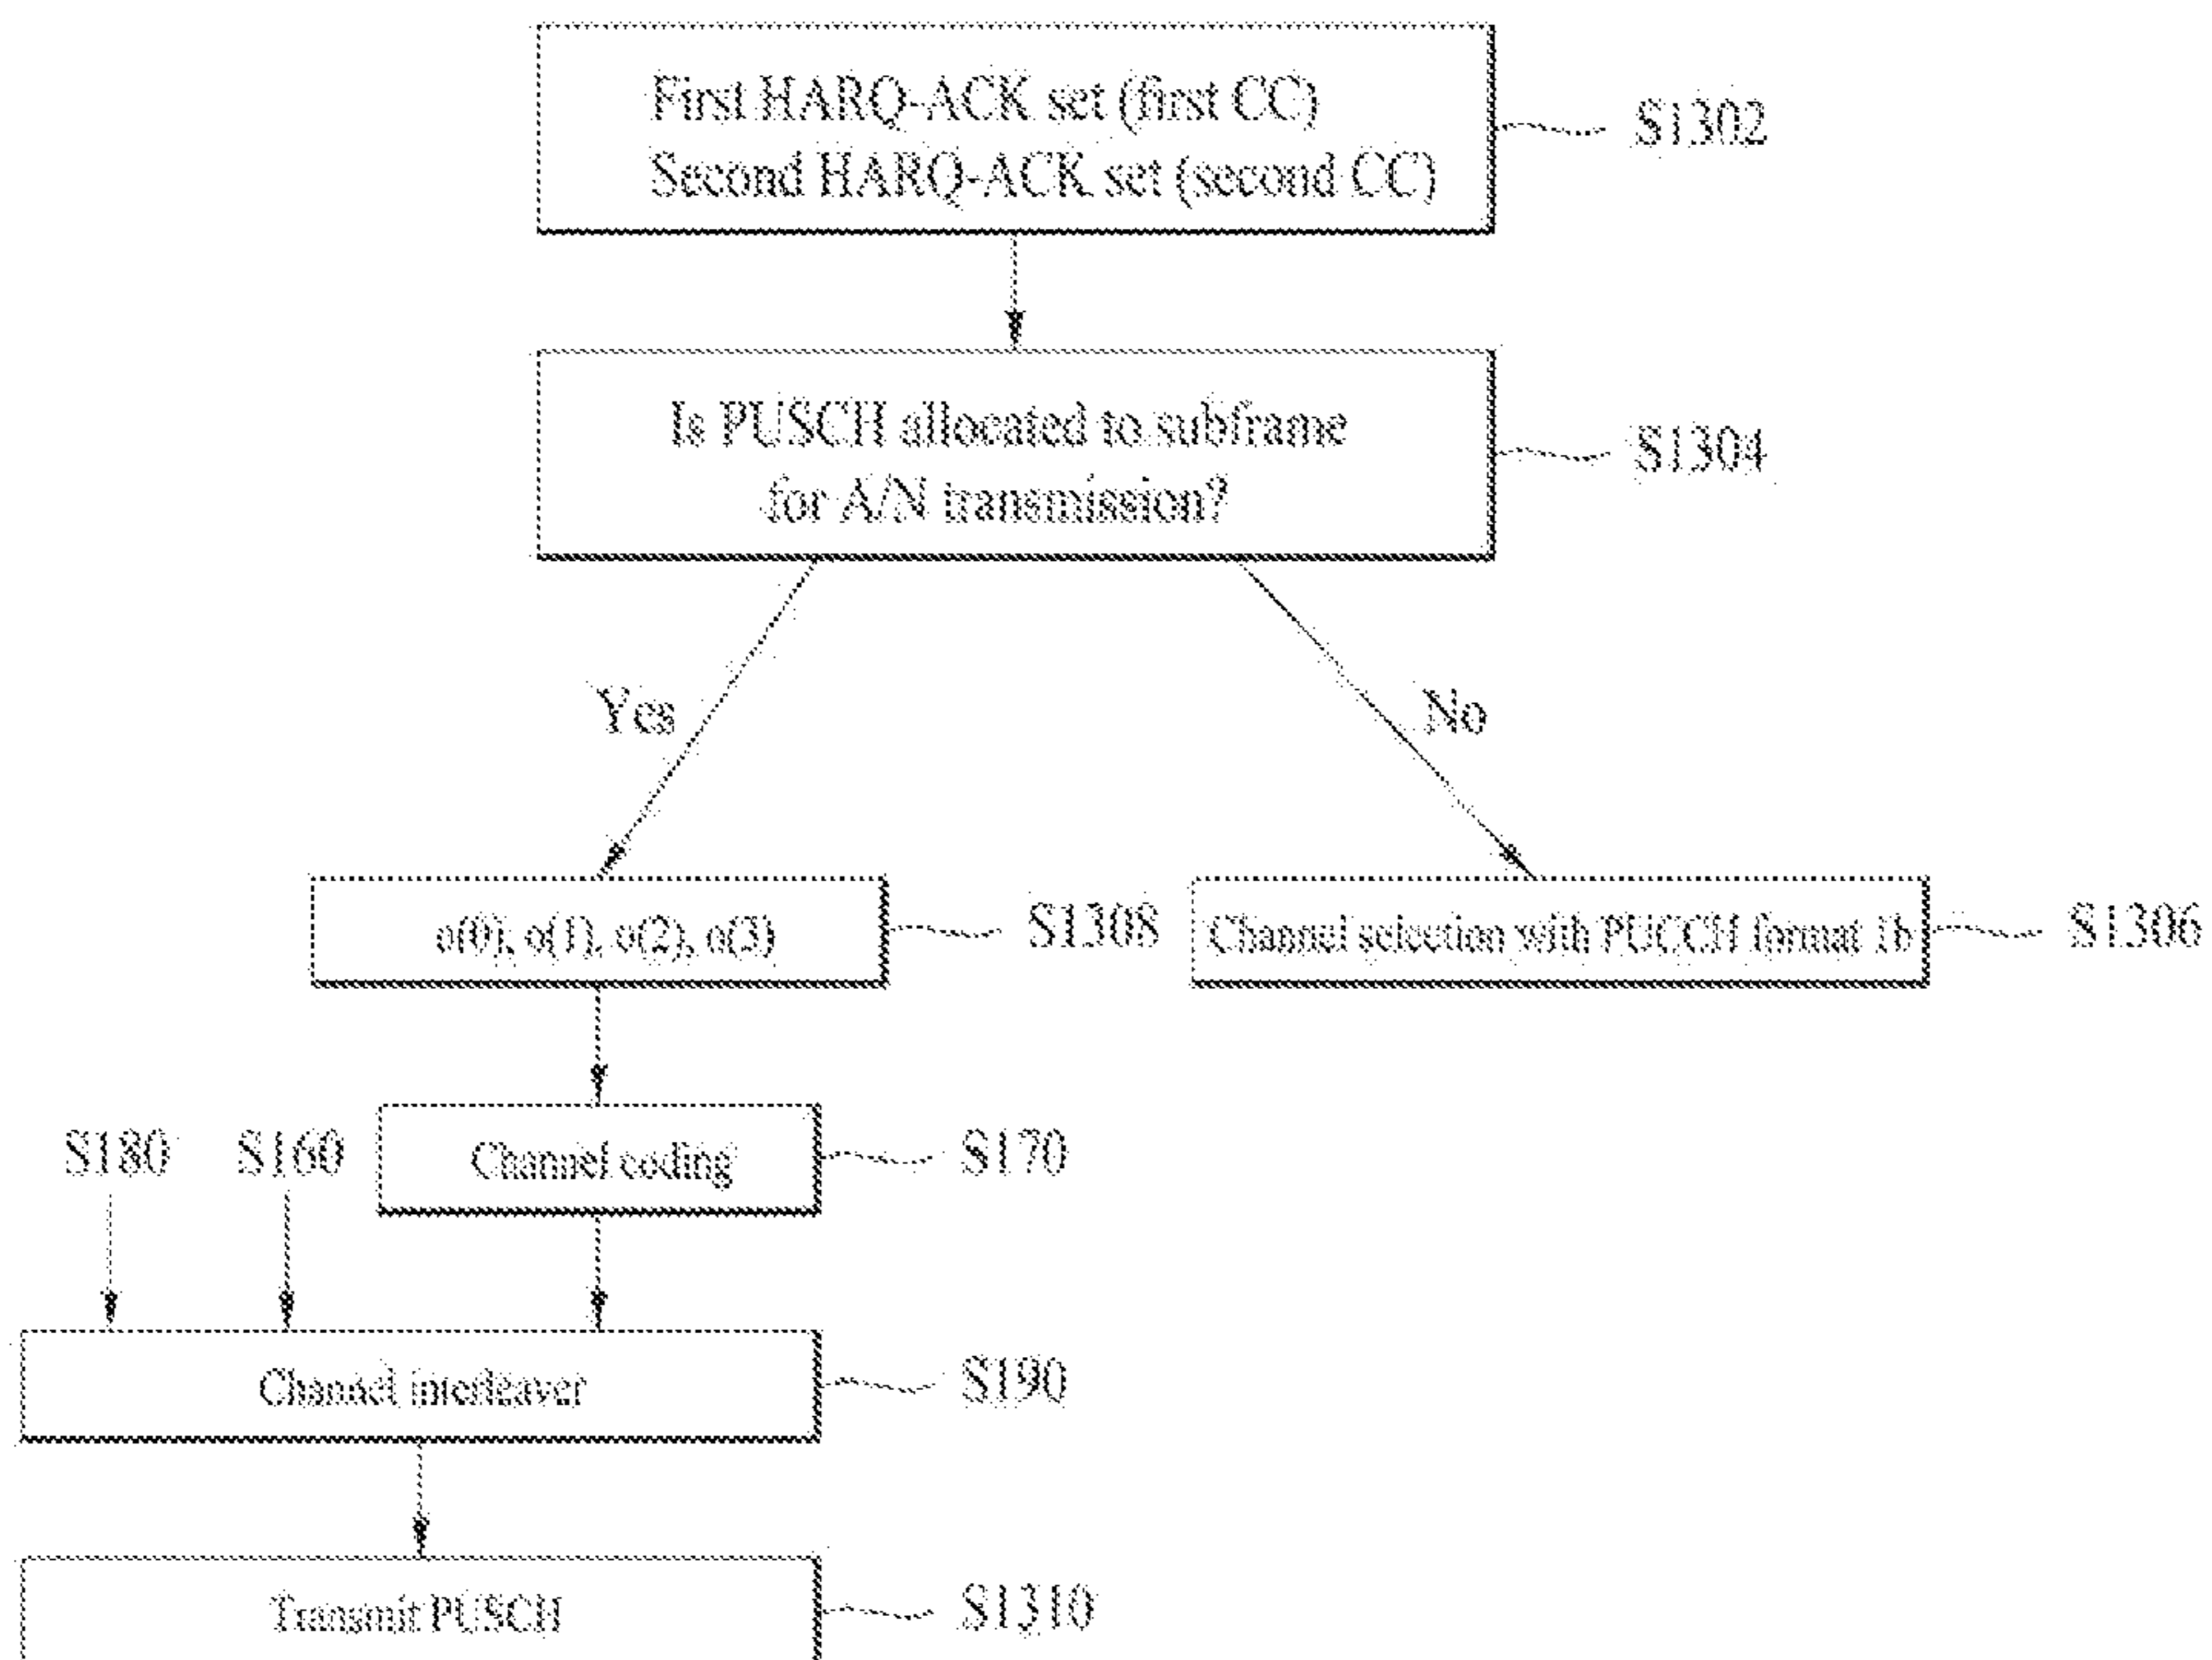 First HARQ-ACK set (first CC)
Second HARQ-ACK set (second CC)
S1302
Is PUSCH allocated to subframe
for A/N transmission?
S1304
Yes
No
o(0), o(1), o(2), o(3)
S1308
Channel selection with PUCCH format 1b
S1306
S180
S160
Channel coding
S170
Channel interleaver
S190
Transmit PUSCH
S1310